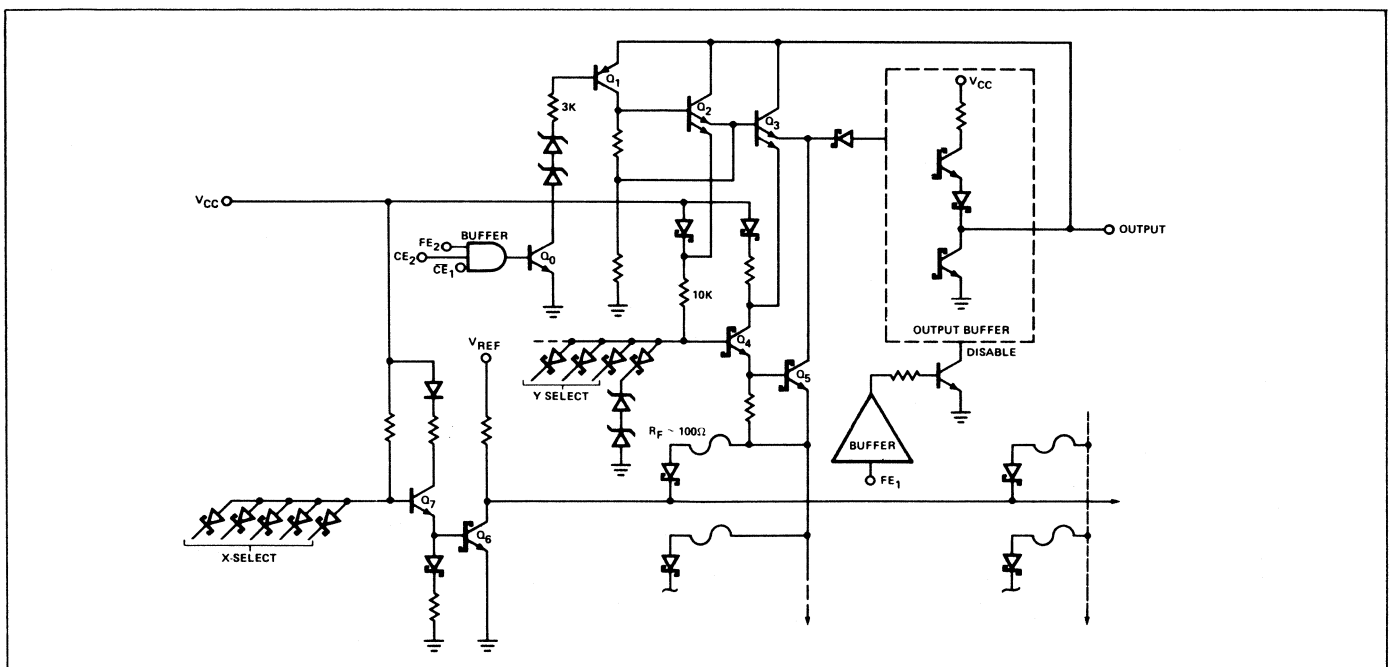 Q1
3K
Q2
Q3
VCC
VCC
BUFFER
FE2
CE2
CE1
Q0
OUTPUT
10K
OUTPUT BUFFER
DISABLE
VREF
Q4
Q5
Y SELECT
RF ~ 100Ω
BUFFER
FE1
Q7
Q6
X-SELECT